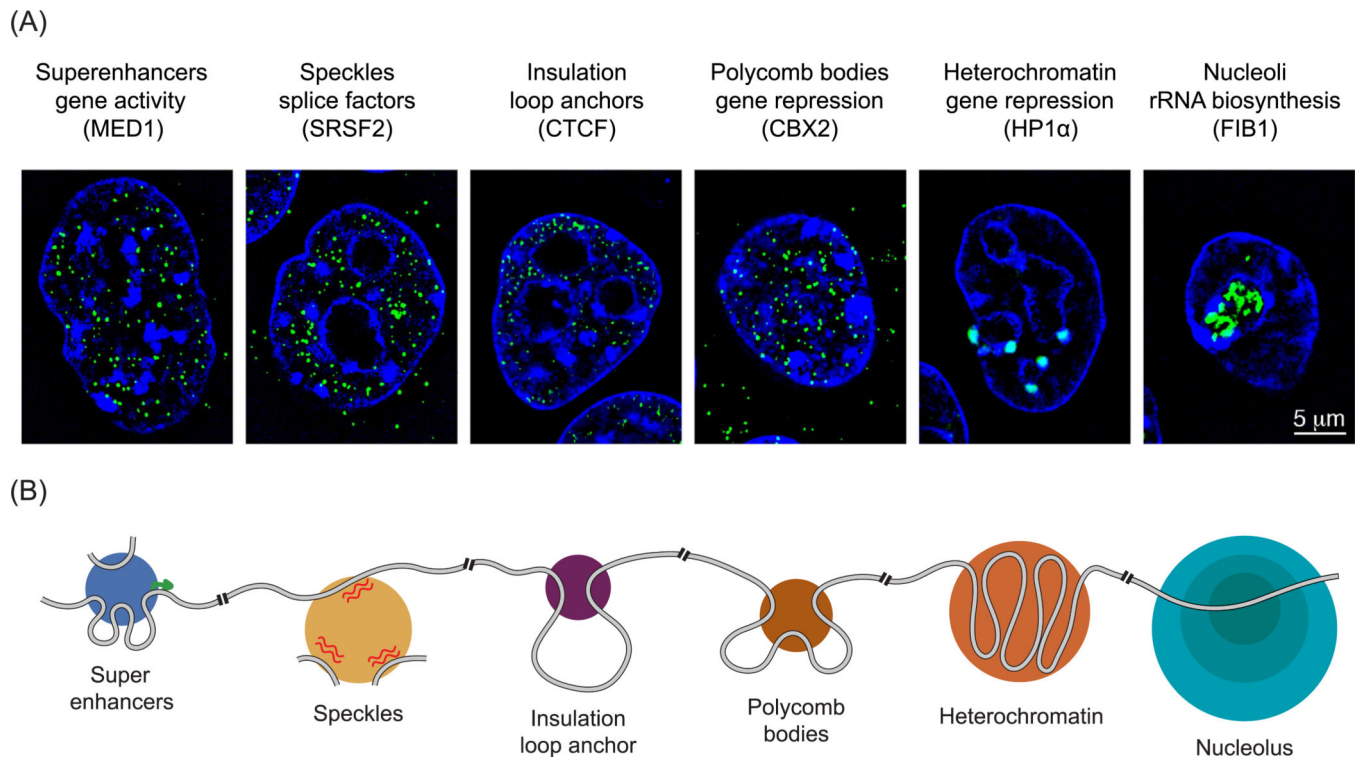 (A)
Superenhancers
gene activity
(MED1)
Speckles
splice factors
(SRSF2)
Insulation
loop anchors
(CTCF)
Polycomb bodies
gene repression
(CBX2)
Heterochromatin
gene repression
(HP1α)
Nucleoli
rRNA biosynthesis
(FIB1)
5 μm
(B)
Super
enhancers
Speckles
Insulation
loop anchor
Polycomb
bodies
Heterochromatin
Nucleolus